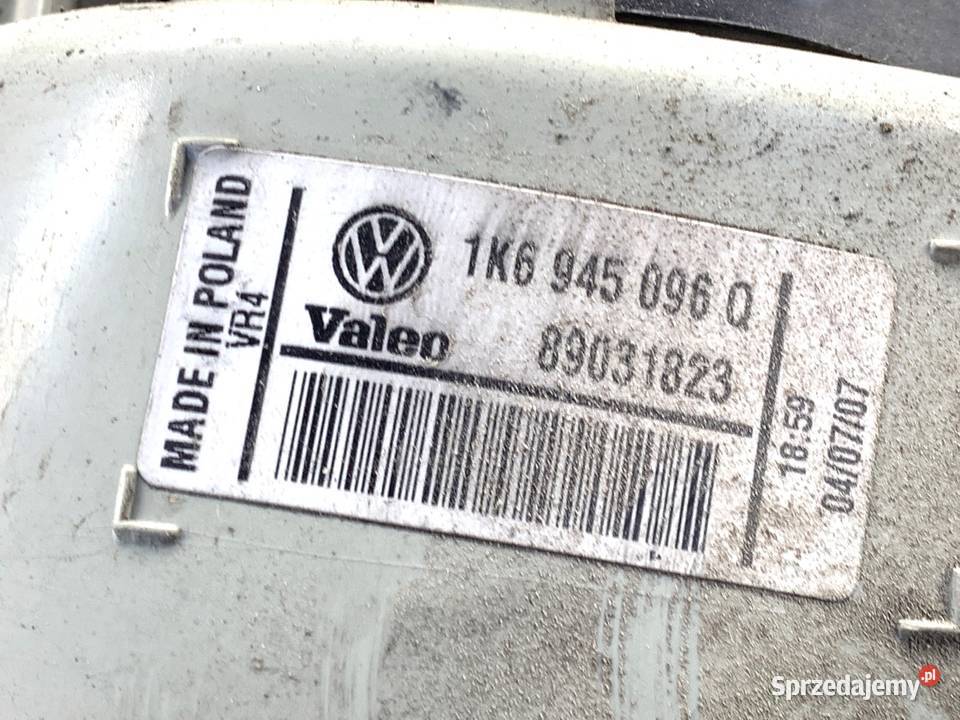 MADE IN POLAND
VR4
1K6 945 096 Q
Valeo
89031823
18:59
04/07/07
Sprzedajemy.pl